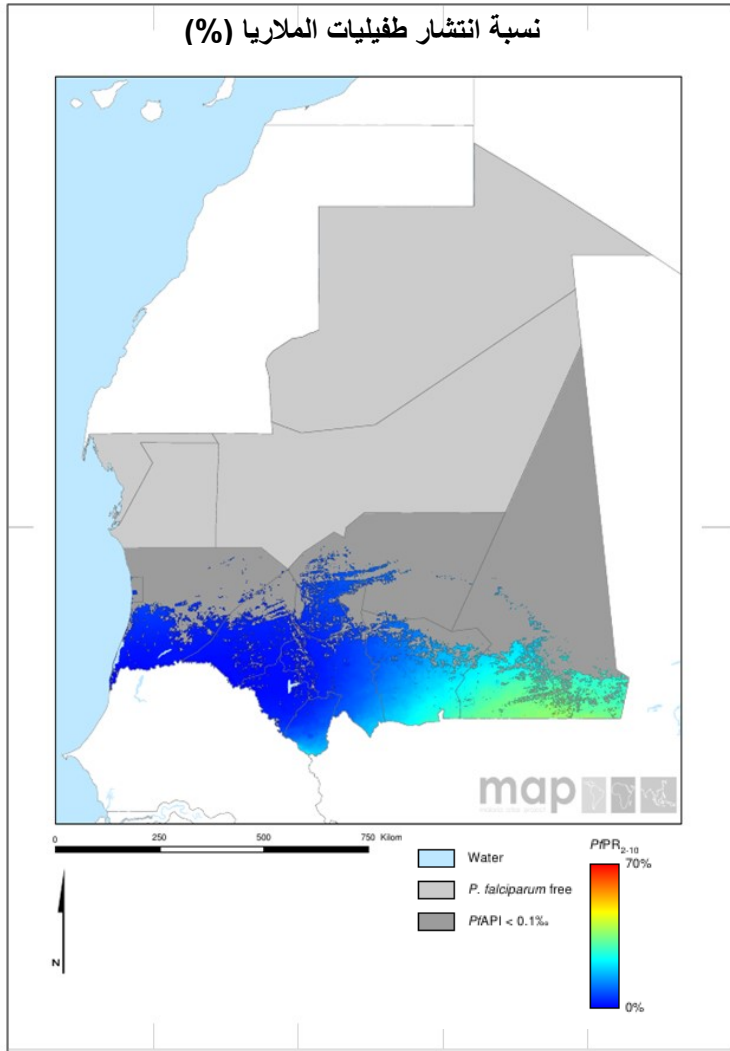 نسبة انتشار طفيليات الملاريا (%)
map
0 250 500 750 Kilom
N
Water
P. falciparum free
PfAPI < 0.1‰
PfPR2-10
70%
0%